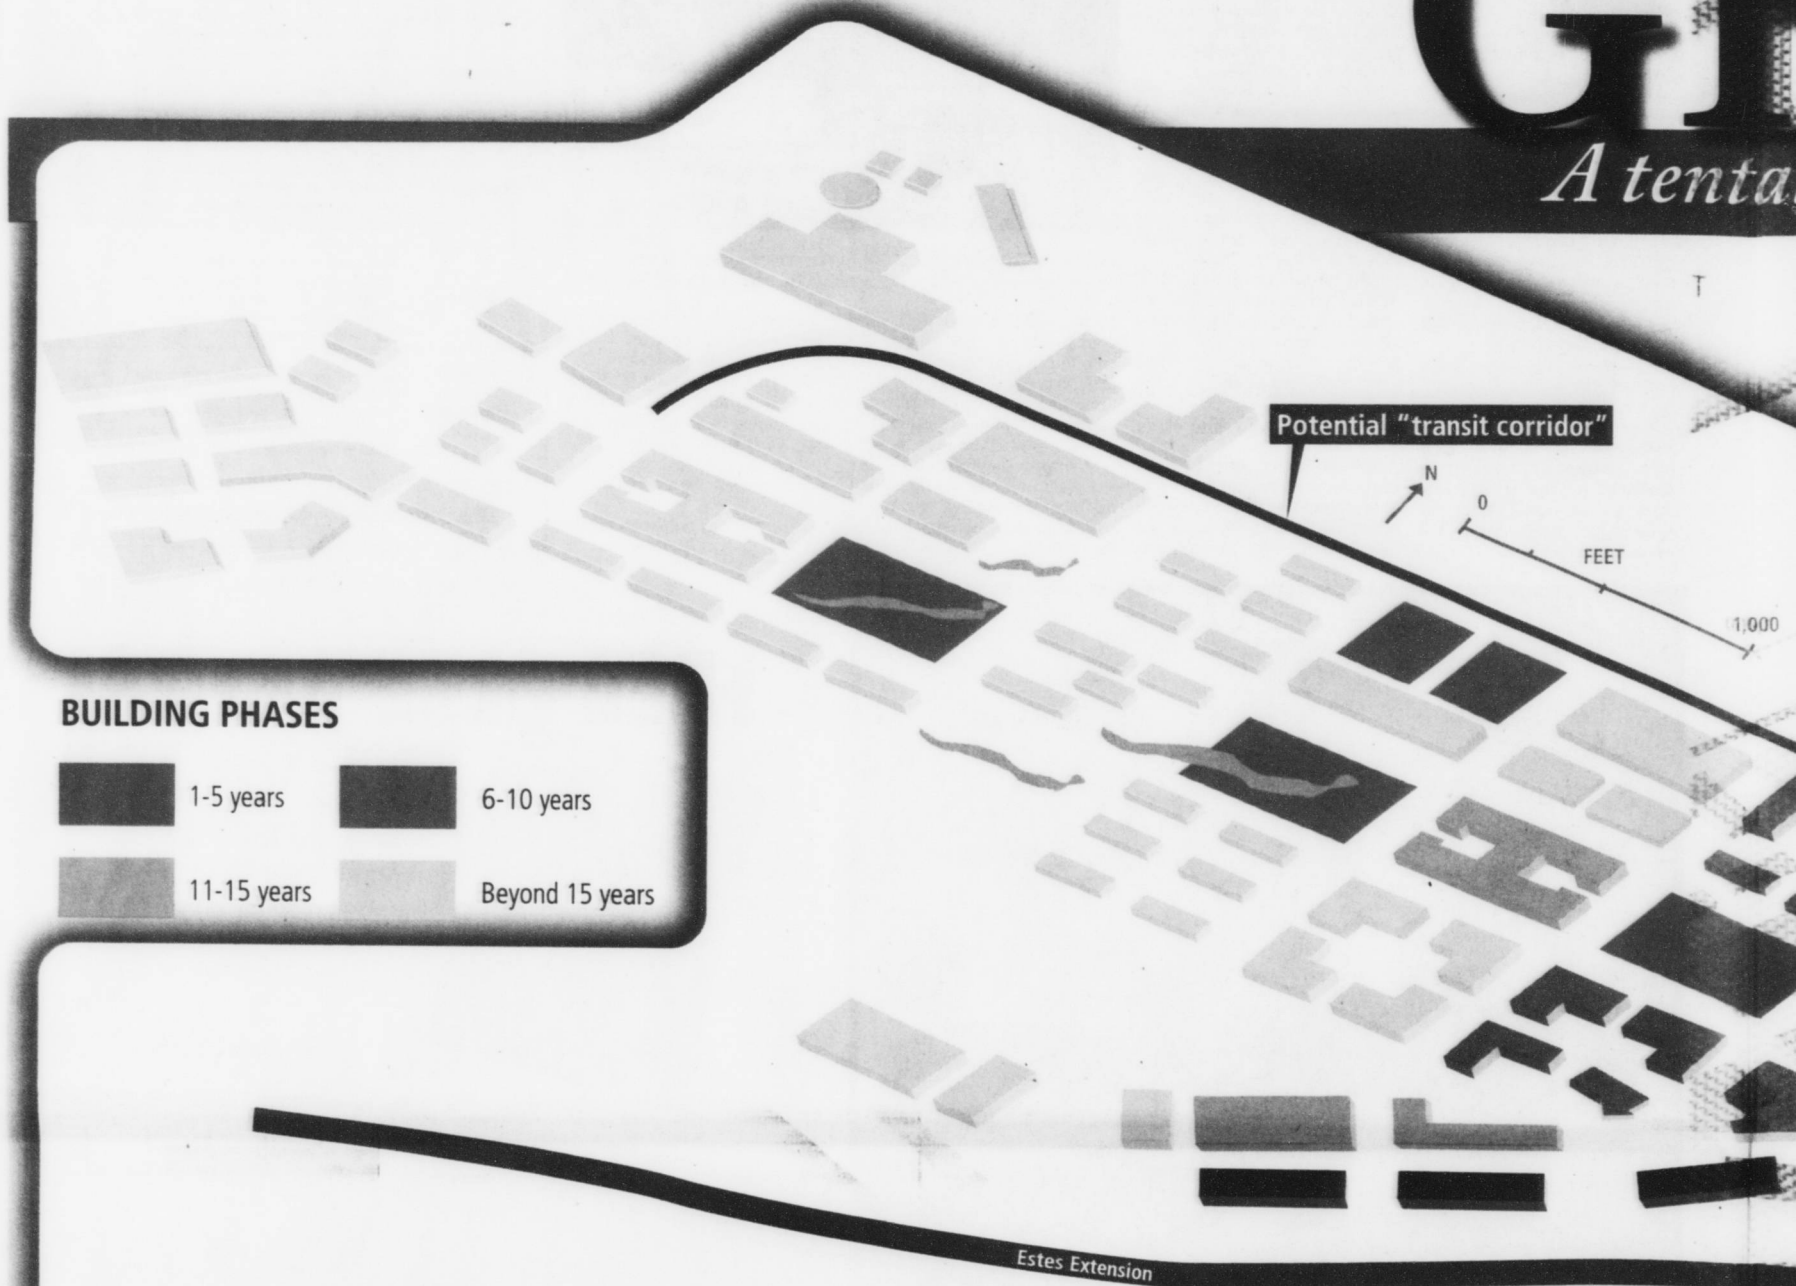 A tenta
Potential "transit corridor"
N
0
FEET
1,000
BUILDING PHASES
1-5 years
6-10 years
11-15 years
Beyond 15 years
Estes Extension